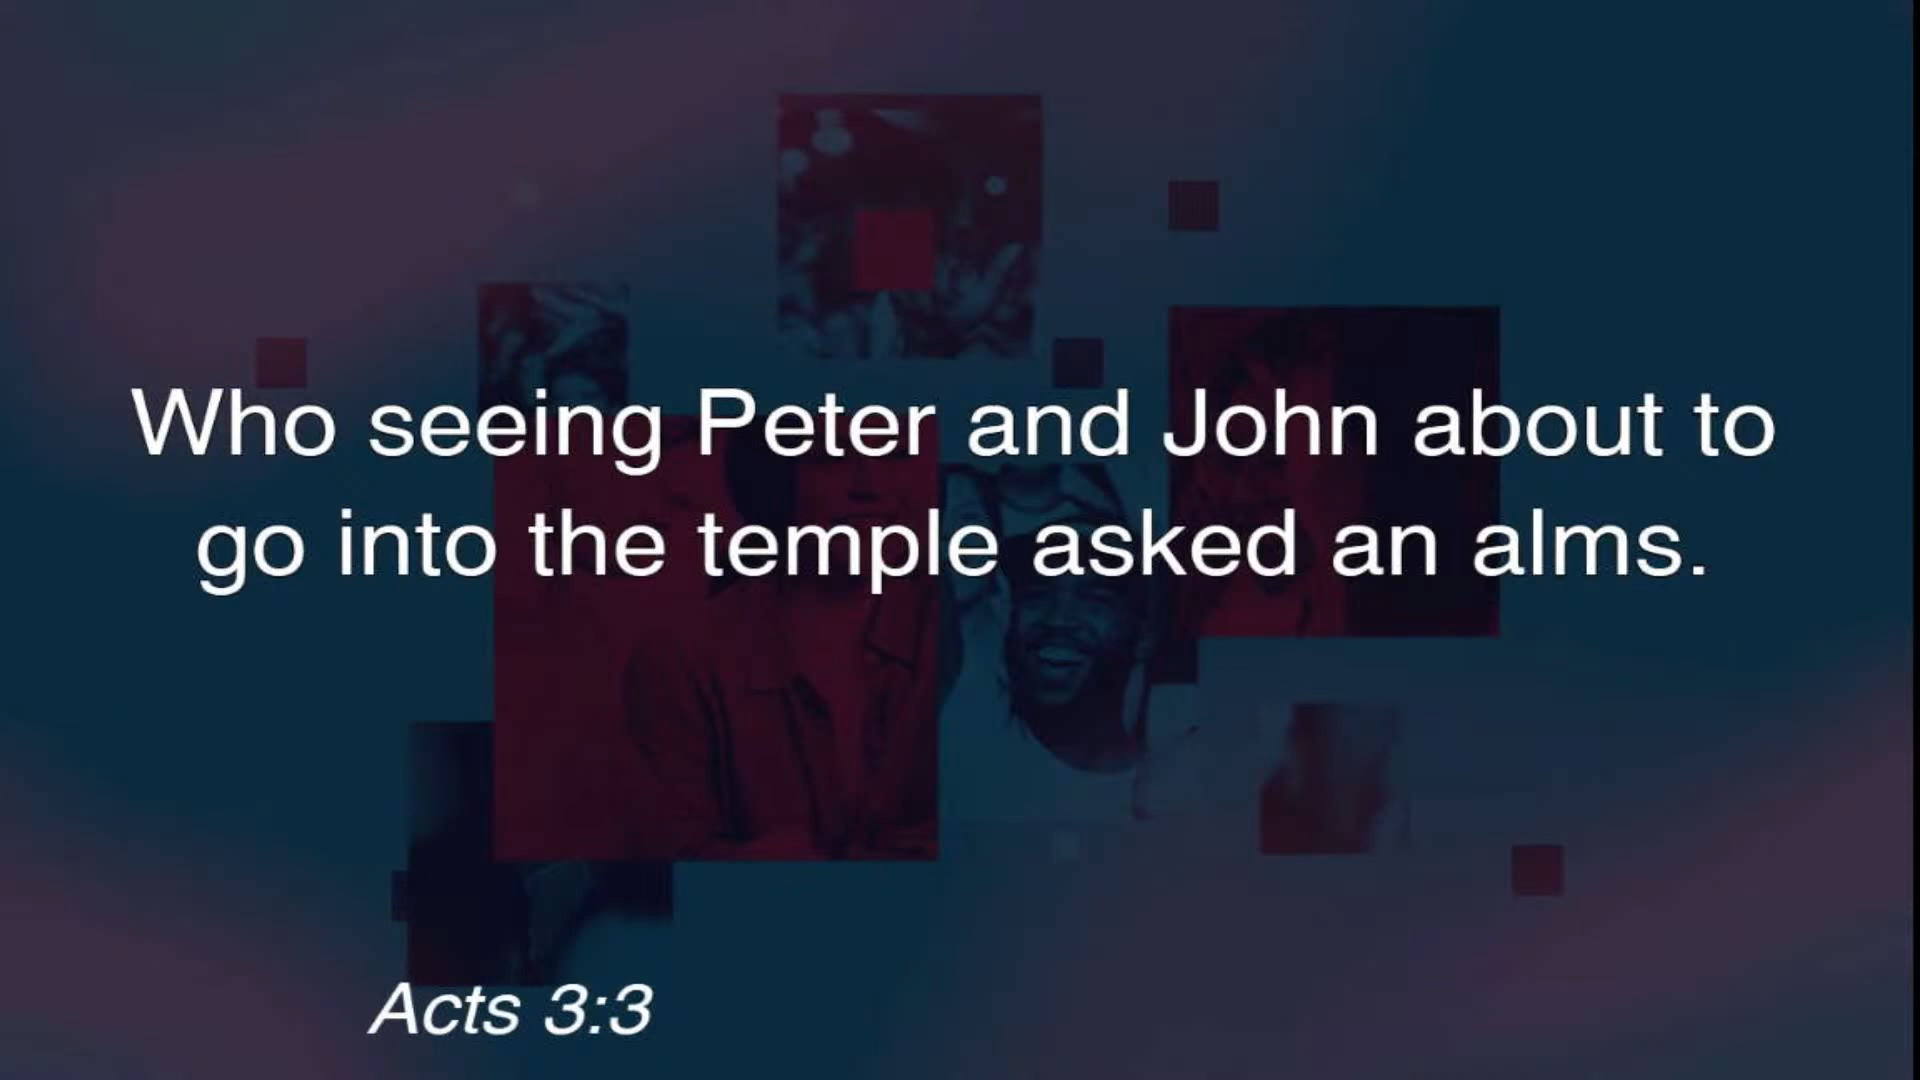 Who seeing Peter and John about to
go into the temple asked an alms.
Acts 3:3